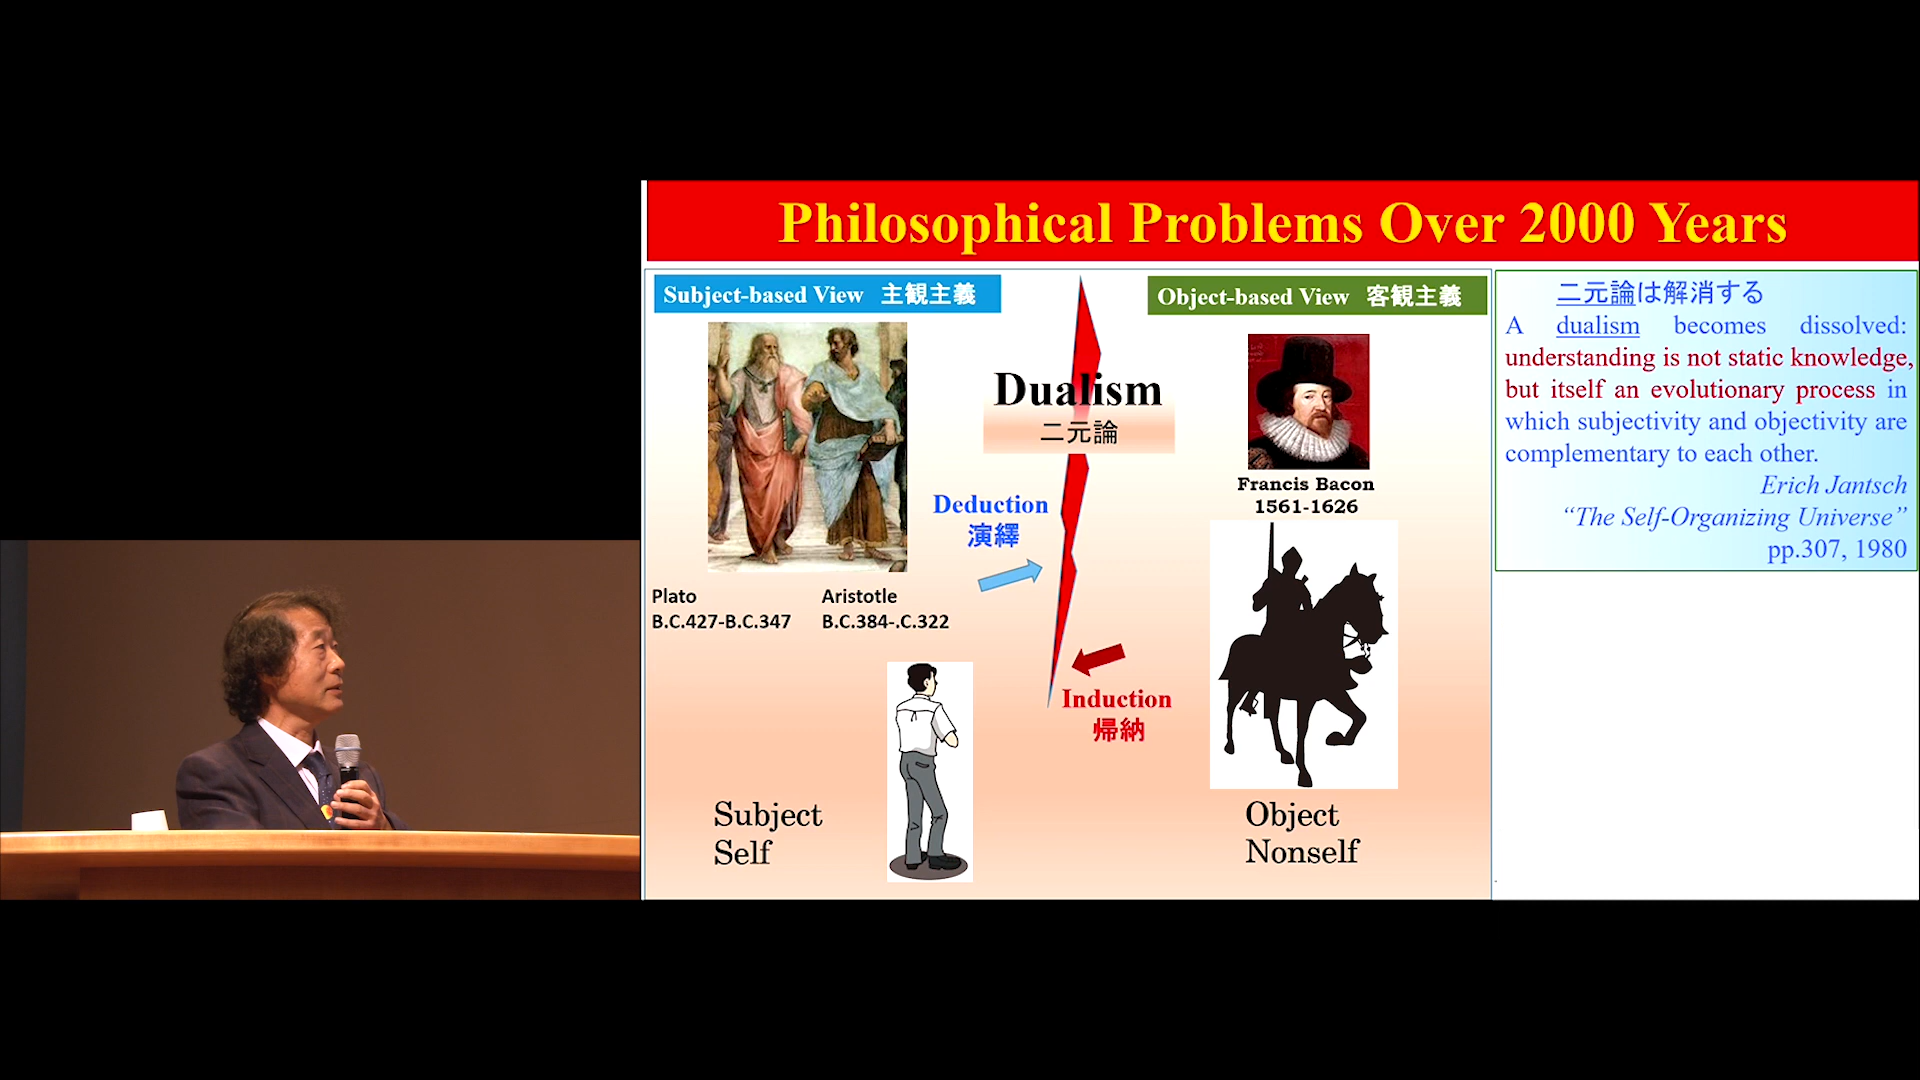 Philosophical Problems Over 2000 Years
Subject-based View 主観主義
Object-based View 客観主義
Dualism
二元論
Francis Bacon
1561-1626
Deduction
演繹
Plato
B.C.427-B.C.347
Aristotle
B.C.384-.C.322
Induction
帰納
Subject
Self
Object
Nonself
二元論は解消する
A dualism becomes dissolved:
understanding is not static knowledge,
but itself an evolutionary process in
which subjectivity and objectivity are
complementary to each other.
Erich Jantsch
“The Self-Organizing Universe”
pp.307, 1980